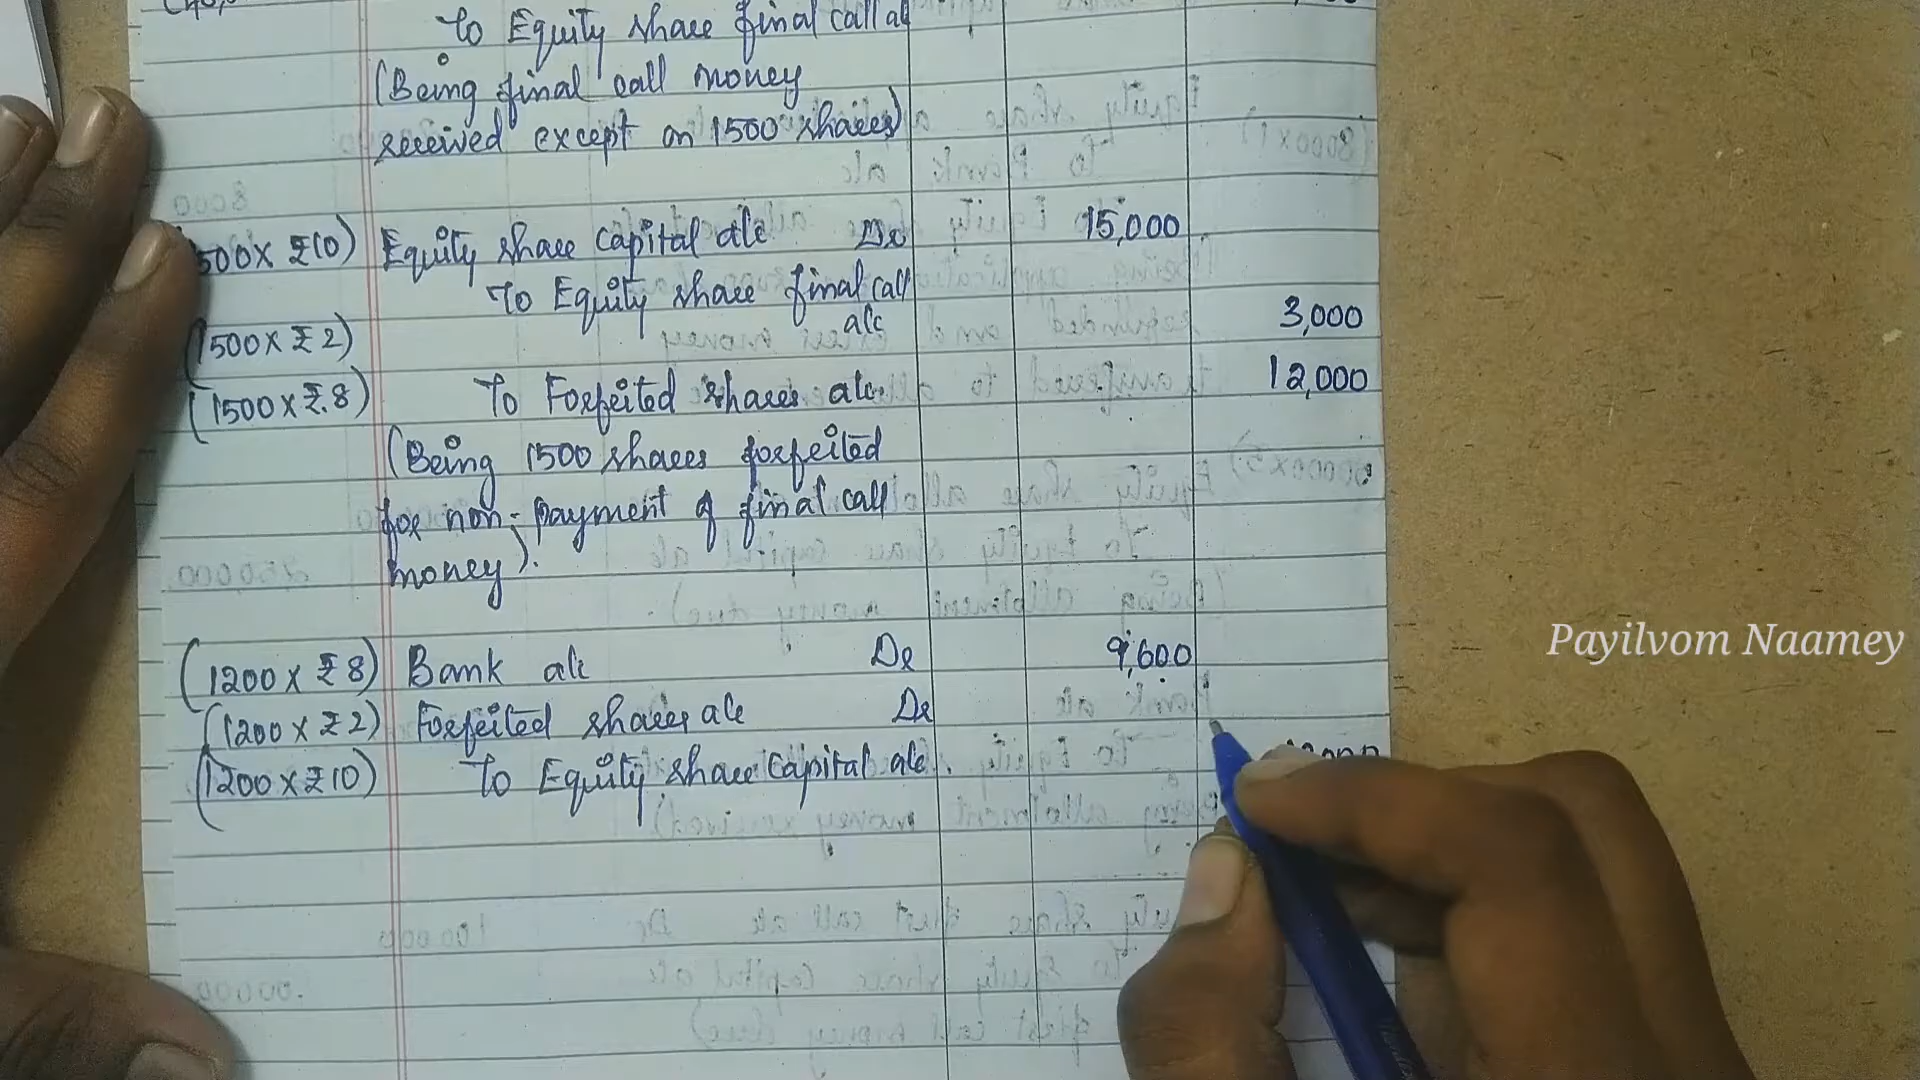 To Equity share final call a/c
(Being final call money
received except on 1500 shares)
500 x ₹10) Equity share capital a/c Dr 15,000
To Equity share final call
a/c 3,000
(1500 x ₹ 2)
(1500 x ₹.8) To Forfeited shares a/c. 12,000
(Being 1500 shares forfeited
for non-payment of final call
money).
(1200 x ₹8) Bank a/c Dr 9,600
(1200 x ₹2) Forfeited shares a/c Dr
(1200 x ₹10) To Equity share capital a/c.
Payilvom Naamey